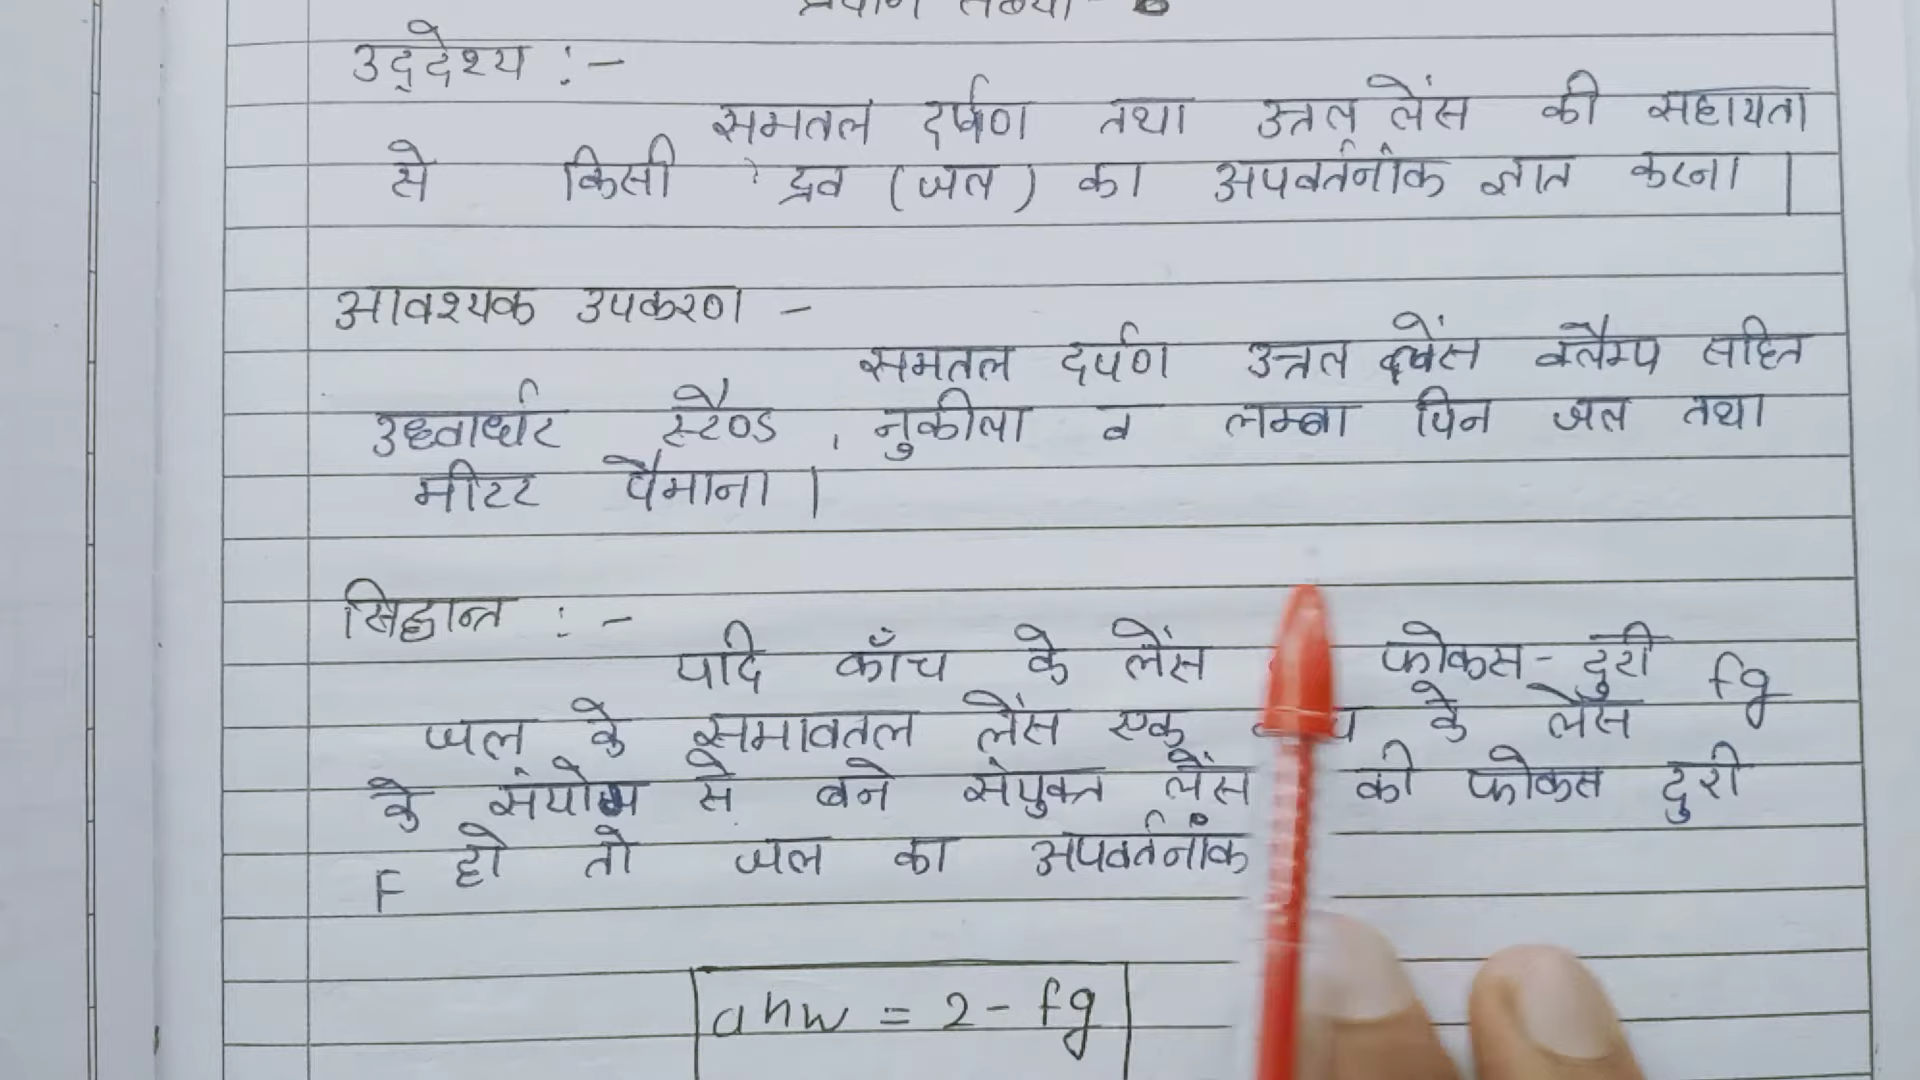 प्रयोग संख्या - 6
उद्देश्य :-
समतल दर्पण तथा उत्तल लेंस की सहायता
से किसी द्रव (जल) का अपवर्तनांक ज्ञात करना |
आवश्यक उपकरण -
समतल दर्पण उत्तल लेंस क्लैम्प सहित
स्टैण्ड , नुकीला व लम्बा पिन जल तथा
मीटर पैमाना |
सिद्धान्त :-
यदि काँच के लेंस फोकस - दुरी fg
जल के समावतल लेंस एक के लेंस
के संयोग से बने संयुक्त लेंस की फोकस दुरी
F हो तो जल का अपवर्तनांक
anw = 2 - fg